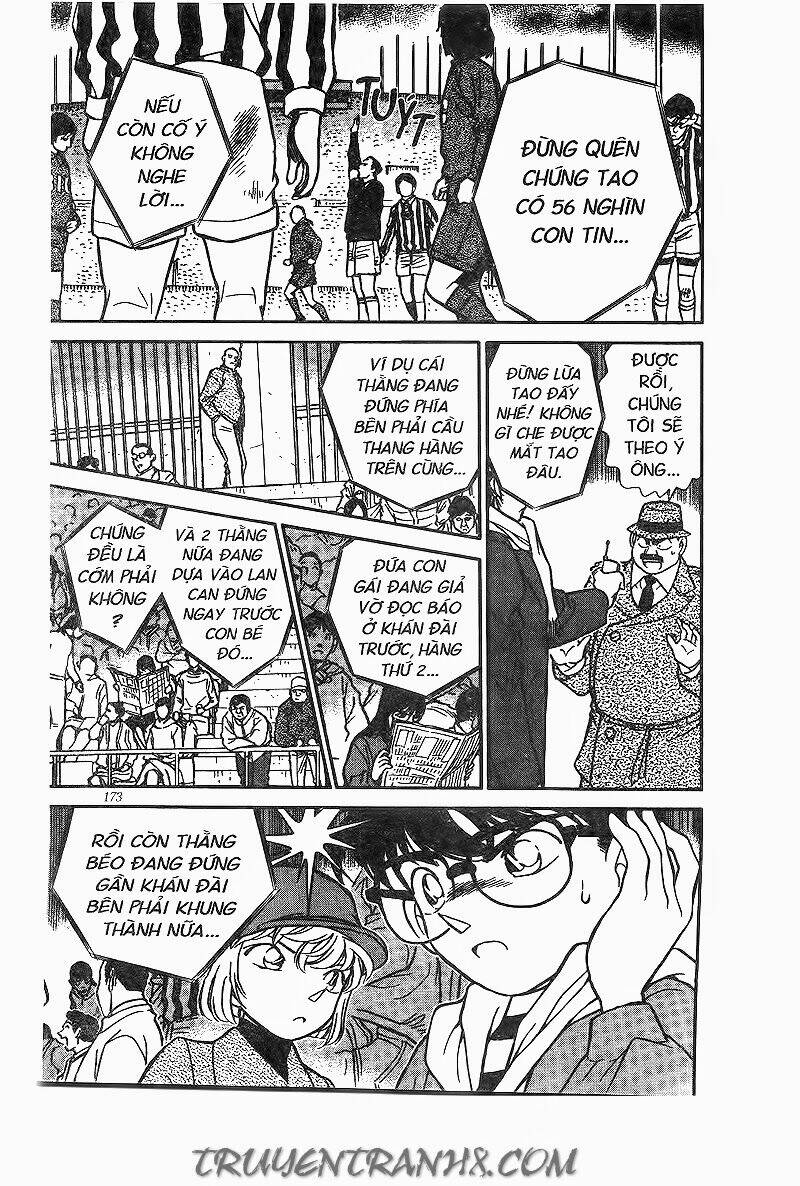 ĐỪNG QUÊN
CHÚNG TAO
CÓ 56 NGHÌN
CON TIN...
TUÝT
NẾU
CÒN CỐ Ý
KHÔNG
NGHE
LỜI...
ĐƯỢC
RỒI,
CHÚNG
TÔI SẼ
THEO Ý
ÔNG...
ĐỪNG LỪA
TAO ĐẤY
NHÉ! KHÔNG
GÌ CHE ĐƯỢC
MẮT TAO
ĐÂU.
VÍ DỤ CÁI
THẰNG ĐANG
ĐỨNG PHÍA
BÊN PHẢI CẦU
THANG HÀNG
TRÊN CÙNG...
ĐỨA CON
GÁI ĐANG GIẢ
VỜ ĐỌC BÁO
Ở KHÁN ĐÀI
TRƯỚC, HÀNG
THỨ 2...
VÀ 2 THẰNG
NỮA ĐANG
DỰA VÀO LAN
CAN ĐỨNG
NGAY TRƯỚC
CON BÉ
ĐÓ...
CHÚNG
ĐỀU LÀ
CỚM PHẢI
KHÔNG
?
173
RỒI CÒN THẰNG
BÉO ĐANG ĐỨNG
GẦN KHÁN ĐÀI
BÊN PHẢI KHUNG
THÀNH NỮA...
TRUYENTRANH8.COM